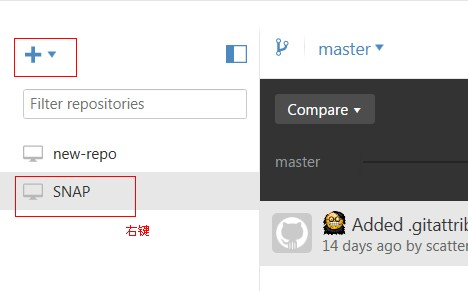 master
Filter repositories
Compare
new-repo
master
SNAP
右键
Added .gitattrib
14 days ago by scatter